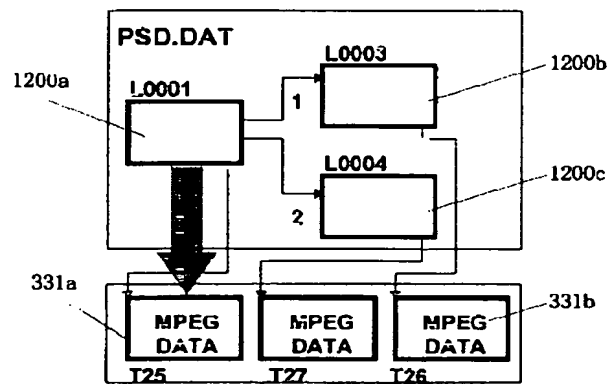 PSD.DAT
1200a
L0001
L0003
1200b
1
L0004
2
1200c
331a
MPEG
DATA
MPEG
DATA
MPEG
DATA
331b
T25
T27
T26